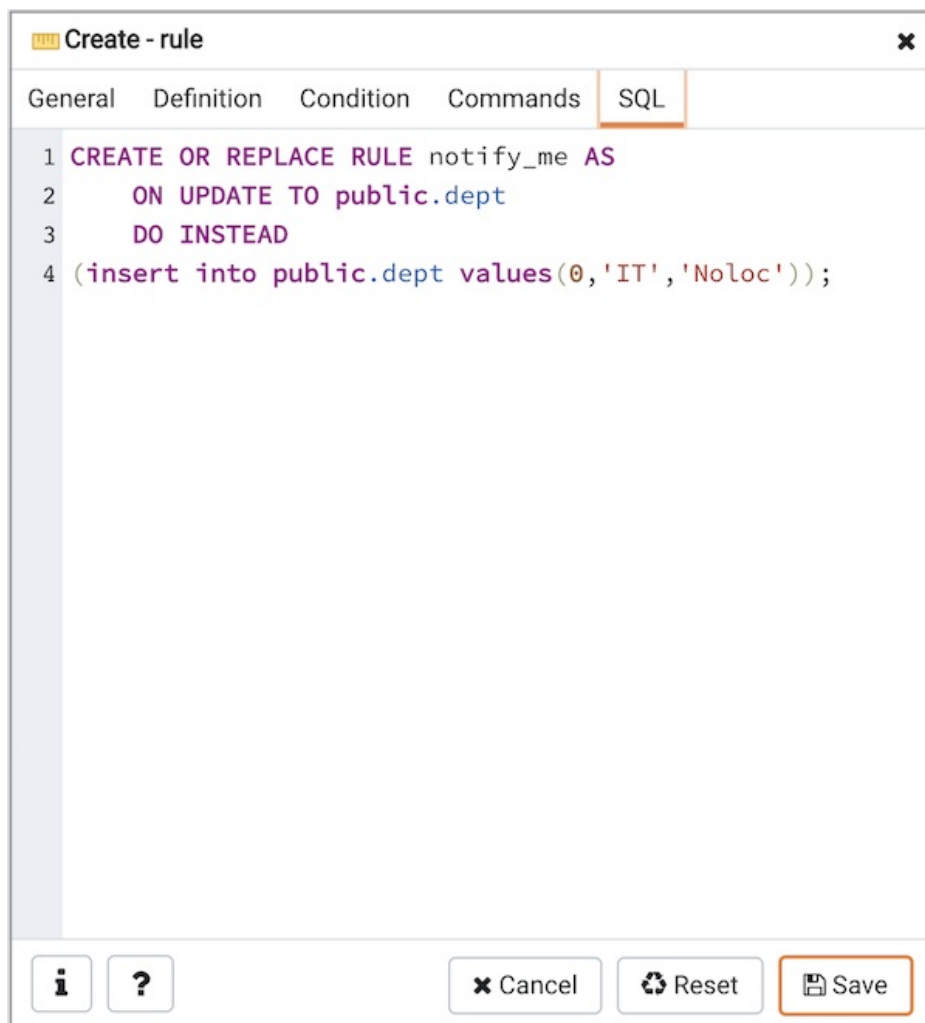 Create - rule
General Definition Condition Commands SQL
1 CREATE OR REPLACE RULE notify_me AS
2 ON UPDATE TO public.dept
3 DO INSTEAD
4 (insert into public.dept values(0,'IT','Noloc'));
i ? Cancel Reset Save